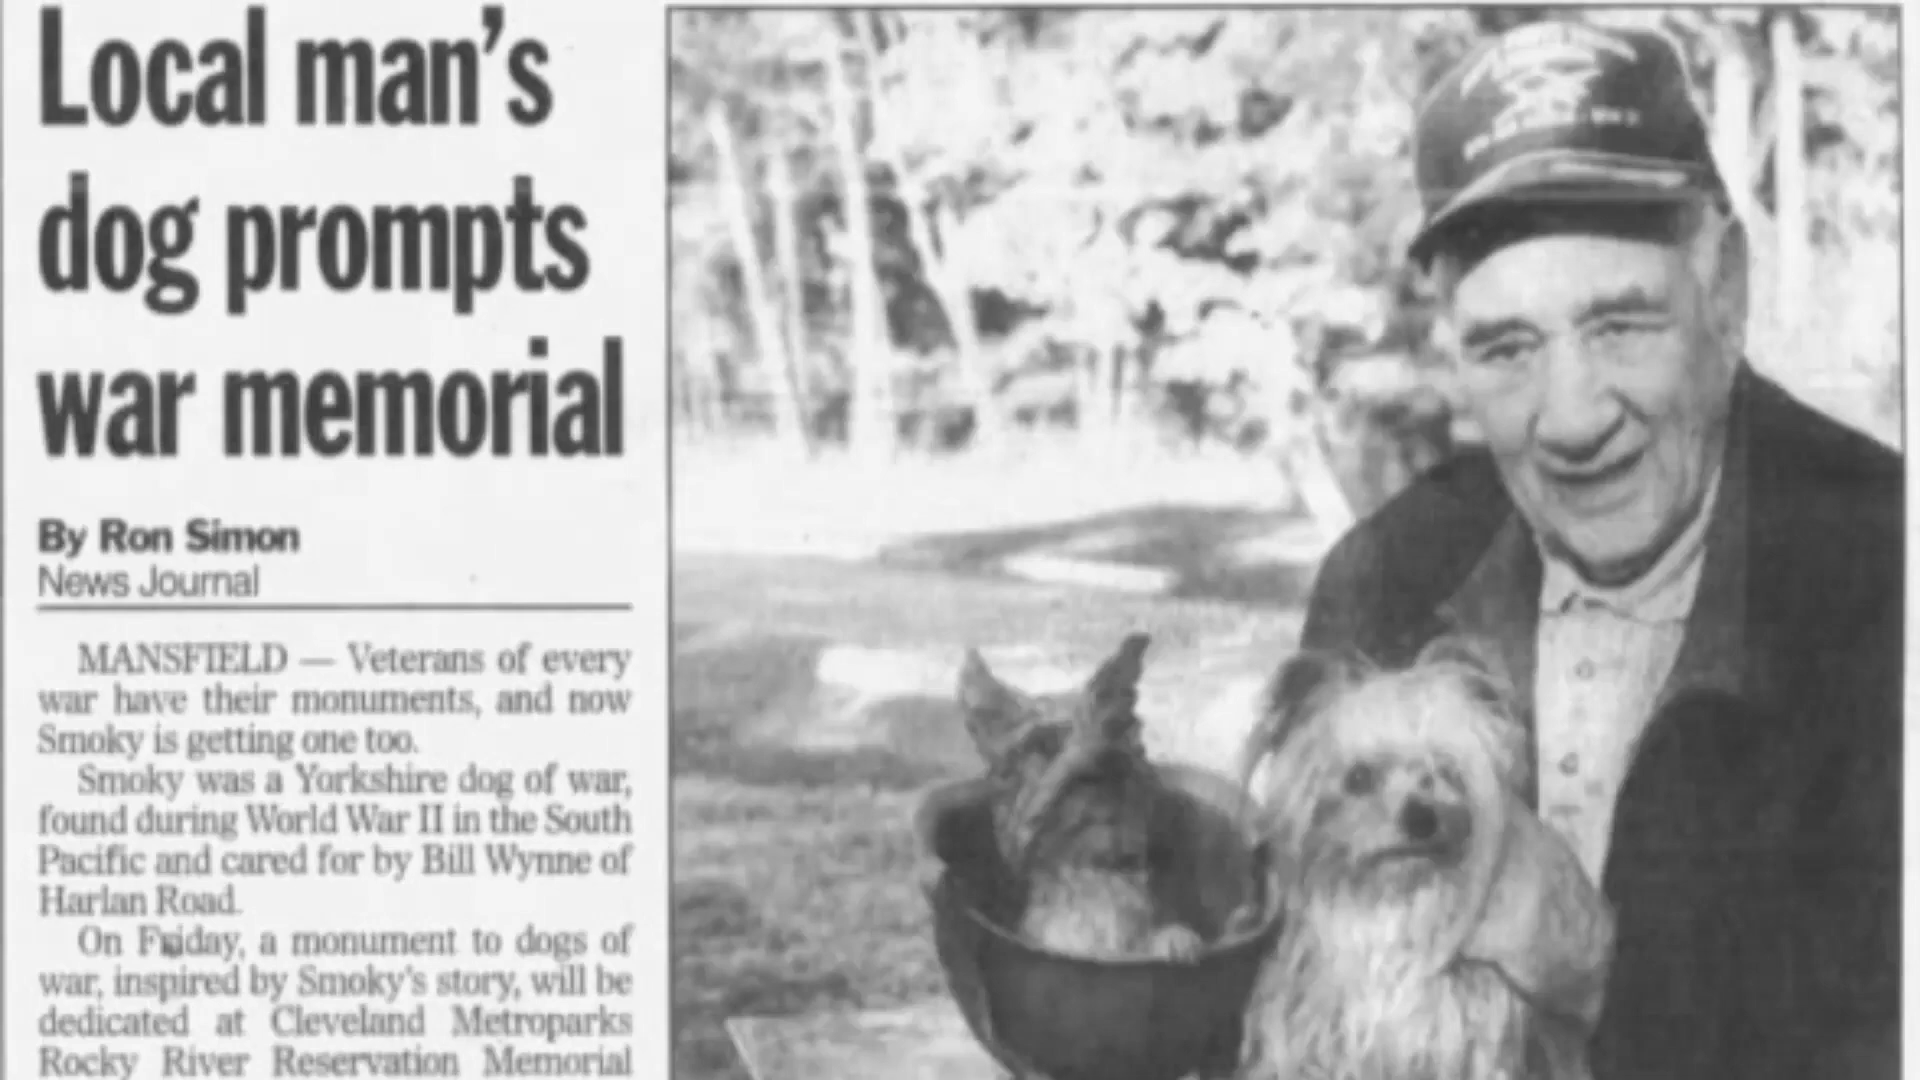 Local man's
dog prompts
war memorial
By Ron Simon
News Journal
MANSFIELD — Veterans of every
war have their monuments, and now
Smoky is getting one too.
Smoky was a Yorkshire dog of war,
found during World War II in the South
Pacific and cared for by Bill Wynne of
Harlan Road.
On Friday, a monument to dogs of
war, inspired by Smoky's story, will be
dedicated at Cleveland Metroparks
Rocky River Reservation Memorial